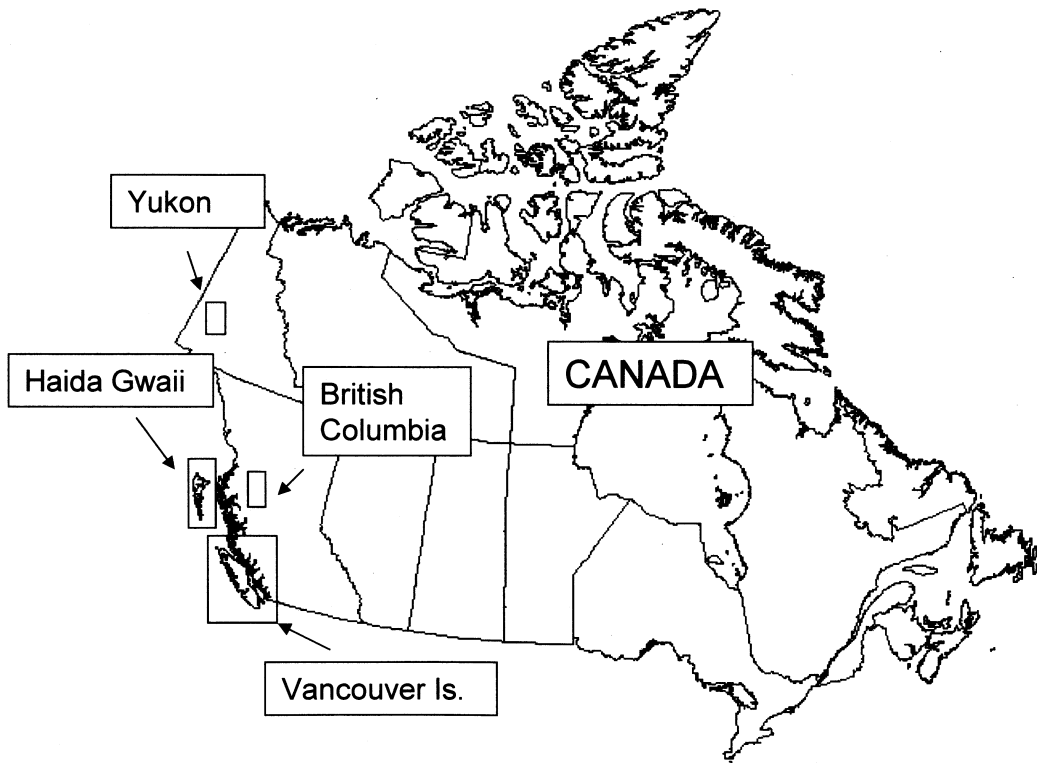 Yukon
Haida Gwaii
British
Columbia
CANADA
Vancouver Is.